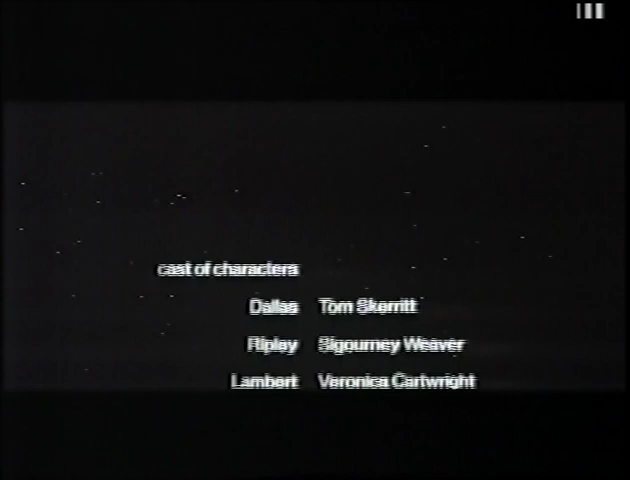 cast of characters
Dallas Tom Skerritt
Ripley Sigourney Weaver
Lambert Veronica Cartwright